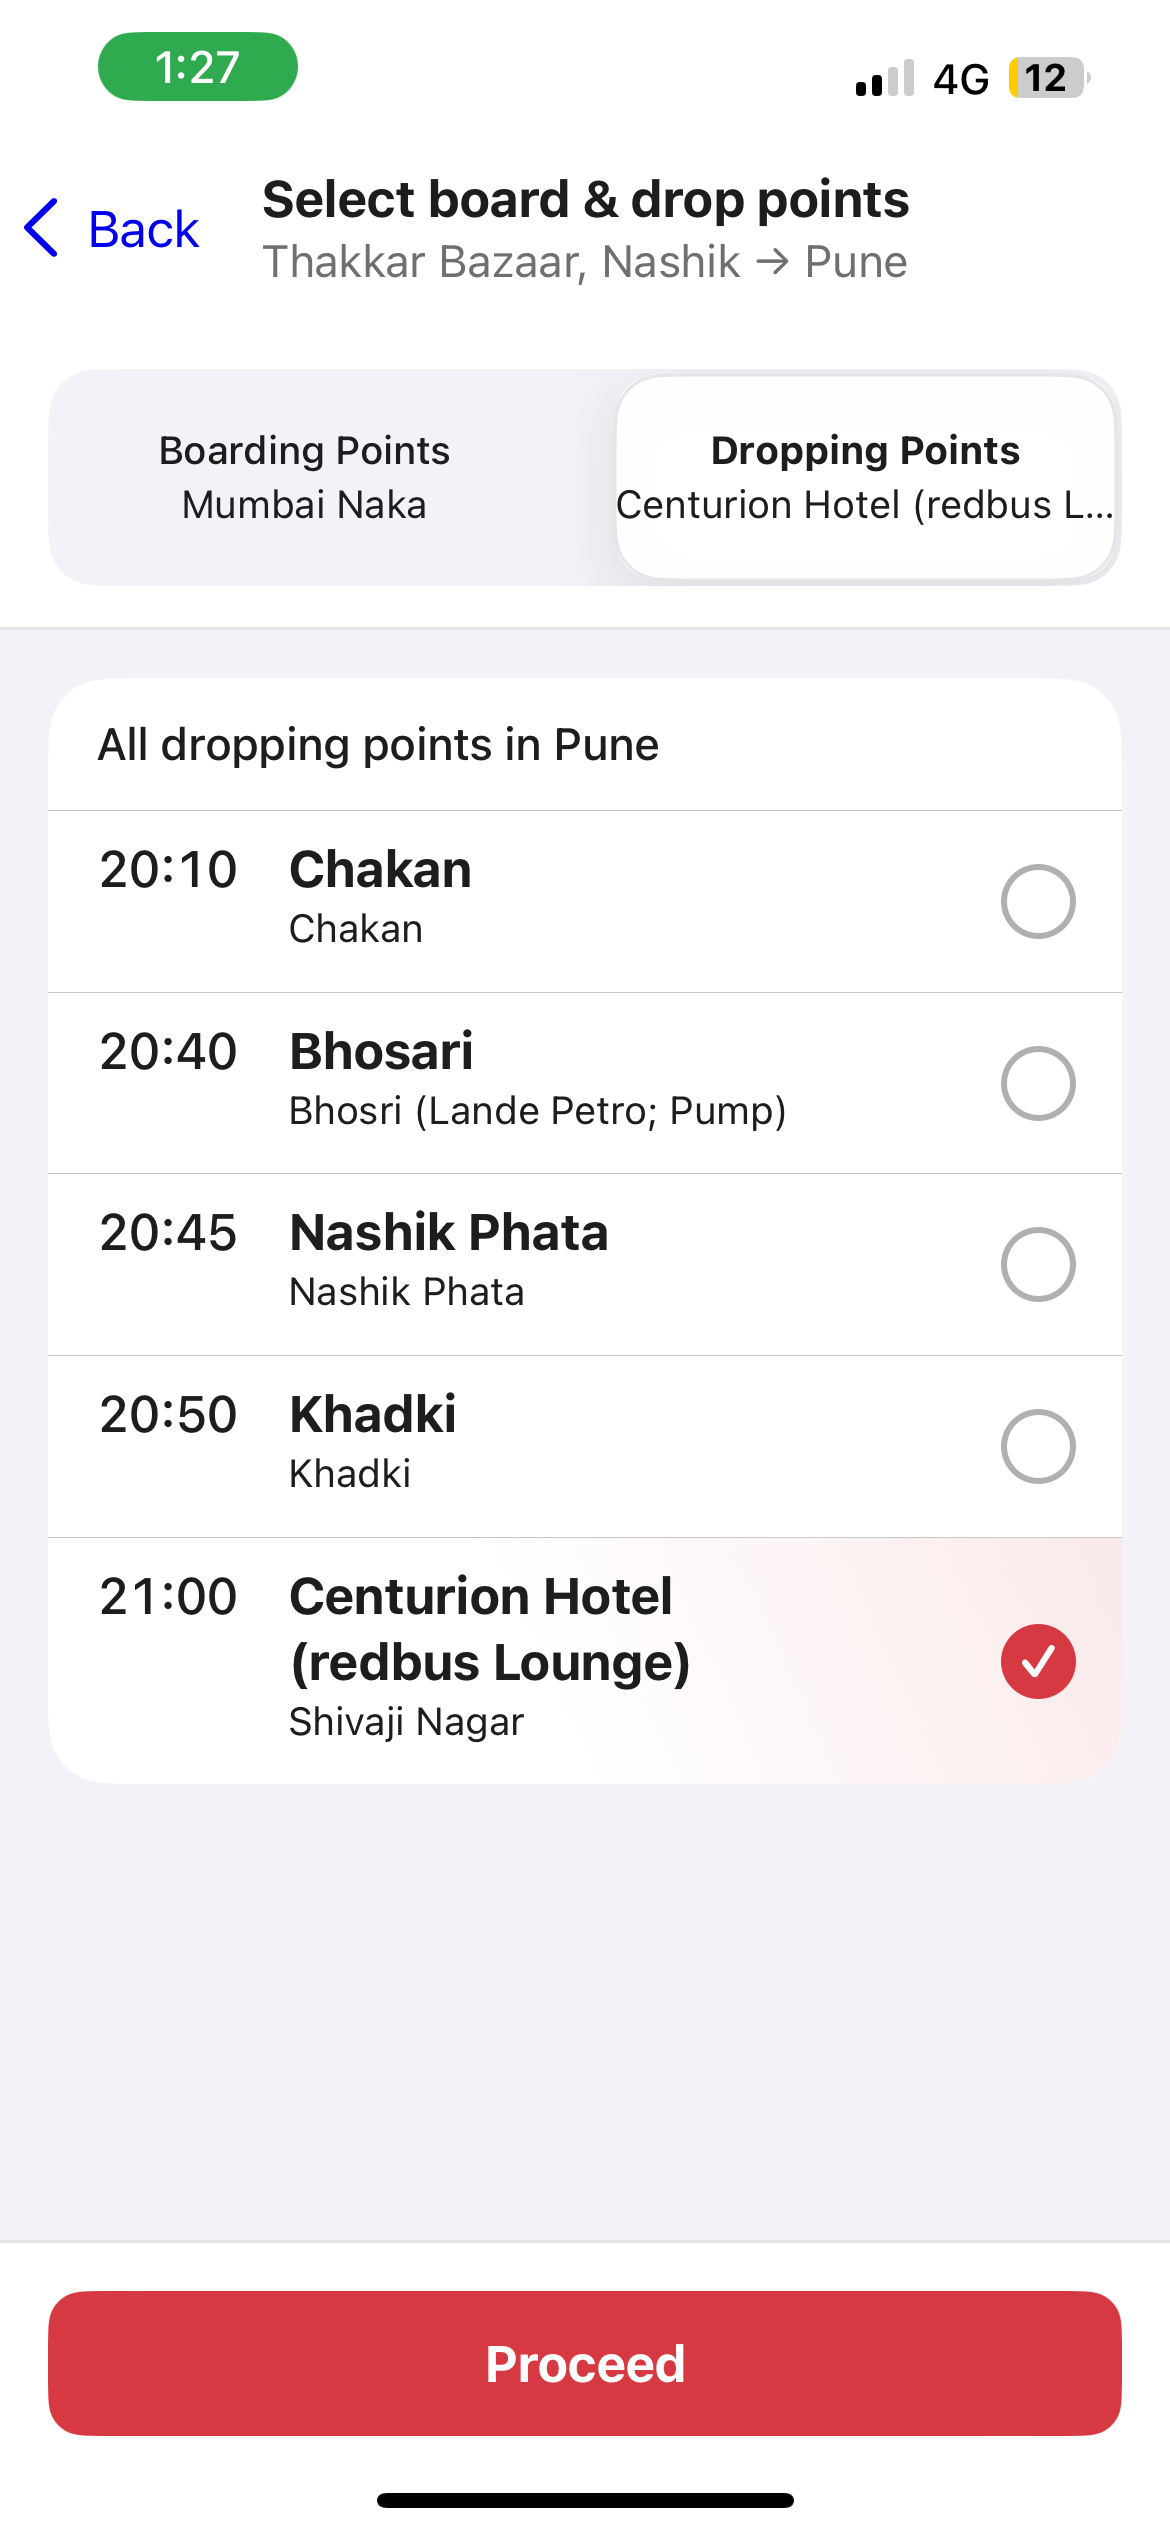 1:27
4G 12
Back
Select board & drop points
Thakkar Bazaar, Nashik → Pune
Boarding Points
Mumbai Naka
Dropping Points
Centurion Hotel (redbus L...
All dropping points in Pune
20:10 Chakan
Chakan
20:40 Bhosari
Bhosri (Lande Petro; Pump)
20:45 Nashik Phata
Nashik Phata
20:50 Khadki
Khadki
21:00 Centurion Hotel
(redbus Lounge)
Shivaji Nagar
Proceed